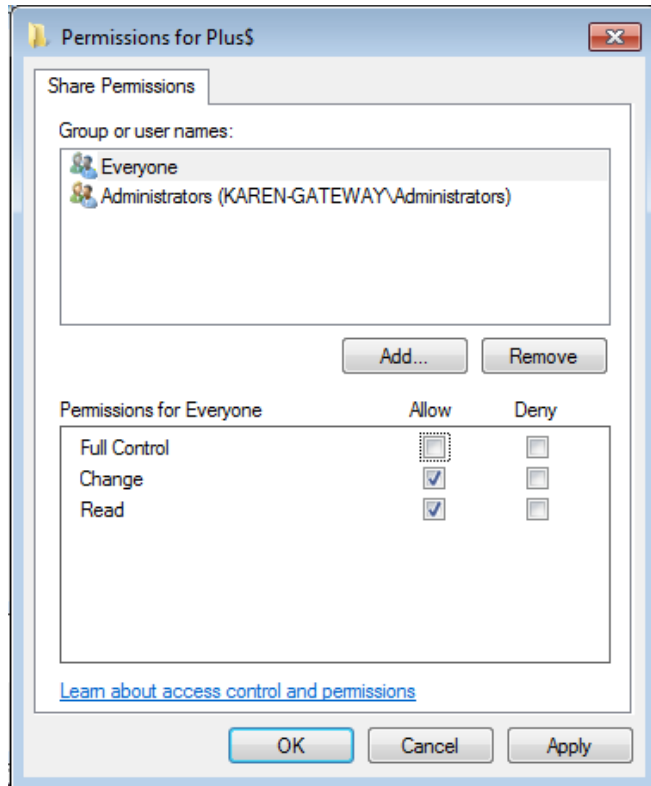 Permissions for Plus$
Share Permissions
Group or user names:
Everyone
Administrators (KAREN-GATEWAY\Administrators)
Add... Remove
Permissions for Everyone Allow Deny
Full Control
Change
Read
Learn about access control and permissions
OK Cancel Apply